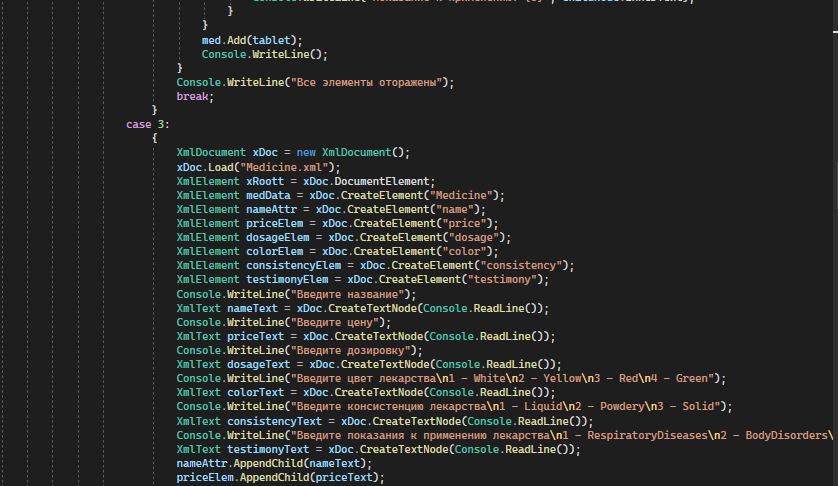 }
}
med.Add(tablet);
Console.WriteLine();
}
Console.WriteLine("Все элементы оторажены");
break;
}
case 3:
{
XmlDocument xDoc = new XmlDocument();
xDoc.Load("Medicine.xml");
XmlElement xRoott = xDoc.DocumentElement;
XmlElement medData = xDoc.CreateElement("Medicine");
XmlElement nameAttr = xDoc.CreateElement("name");
XmlElement priceElem = xDoc.CreateElement("price");
XmlElement dosageElem = xDoc.CreateElement("dosage");
XmlElement colorElem = xDoc.CreateElement("color");
XmlElement consistencyElem = xDoc.CreateElement("consistency");
XmlElement testimonyElem = xDoc.CreateElement("testimony");
Console.WriteLine("Введите название");
XmlText nameText = xDoc.CreateTextNode(Console.ReadLine());
Console.WriteLine("Введите цену");
XmlText priceText = xDoc.CreateTextNode(Console.ReadLine());
Console.WriteLine("Введите дозировку");
XmlText dosageText = xDoc.CreateTextNode(Console.ReadLine());
Console.WriteLine("Введите цвет лекарства\n1 - White\n2 - Yellow\n3 - Red\n4 - Green");
XmlText colorText = xDoc.CreateTextNode(Console.ReadLine());
Console.WriteLine("Введите консистенцию лекарства\n1 - Liquid\n2 - Powdery\n3 - Solid");
XmlText consistencyText = xDoc.CreateTextNode(Console.ReadLine());
Console.WriteLine("Введите показания к применению лекарства\n1 - RespiratoryDiseases\n2 - BodyDisorders\
XmlText testimonyText = xDoc.CreateTextNode(Console.ReadLine());
nameAttr.AppendChild(nameText);
priceElem.AppendChild(priceText);